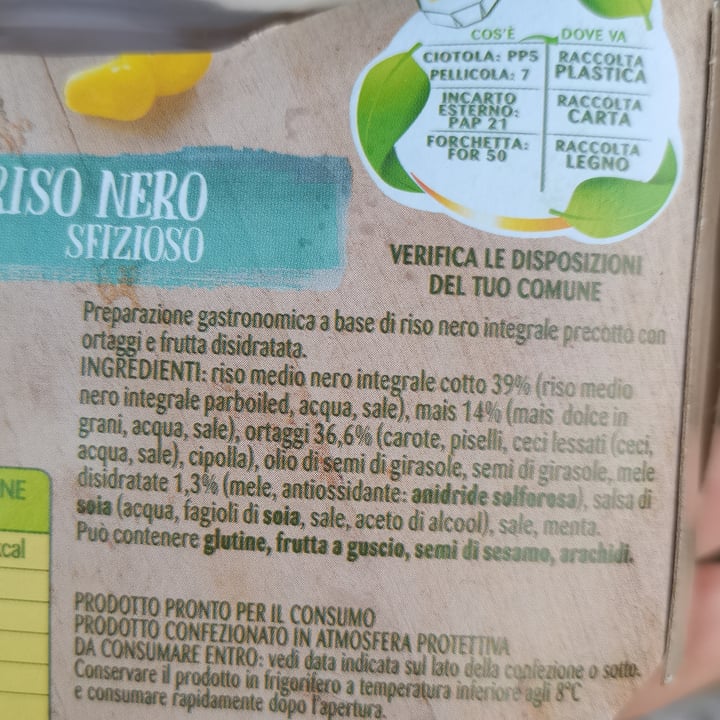 COS'È DOVE VA
CIOTOLA: PP5 RACCOLTA
PELLICOLA: 7 PLASTICA
INCARTO RACCOLTA
ESTERNO: CARTA
PAP 21
FORCHETTA: RACCOLTA
FOR 50 LEGNO
RISO NERO
SFIZIOSO
VERIFICA LE DISPOSIZIONI
DEL TUO COMUNE
Preparazione gastronomica a base di riso nero integrale precotto con
ortaggi e frutta disidratata.
INGREDIENTI: riso medio nero integrale cotto 39% (riso medio
nero integrale parboiled, acqua, sale), mais 14% (mais dolce in
grani, acqua, sale), ortaggi 36,6% (carote, piselli, ceci lessati (ceci,
acqua, sale), cipolla), olio di semi di girasole, semi di girasole, mele
disidratate 1,3% (mele, antiossidante: anidride solforosa), salsa di
soia (acqua, fagioli di soia, sale, aceto di alcool), sale, menta.
Può contenere glutine, frutta a guscio, semi di sesamo, arachidi.
NE
kcal
PRODOTTO PRONTO PER IL CONSUMO
PRODOTTO CONFEZIONATO IN ATMOSFERA PROTETTIVA
DA CONSUMARE ENTRO: vedi data indicata sul lato della confezione o sotto.
Conservare il prodotto in frigorifero a temperatura inferiore agli 8°C
e consumare rapidamente dopo l'apertura.